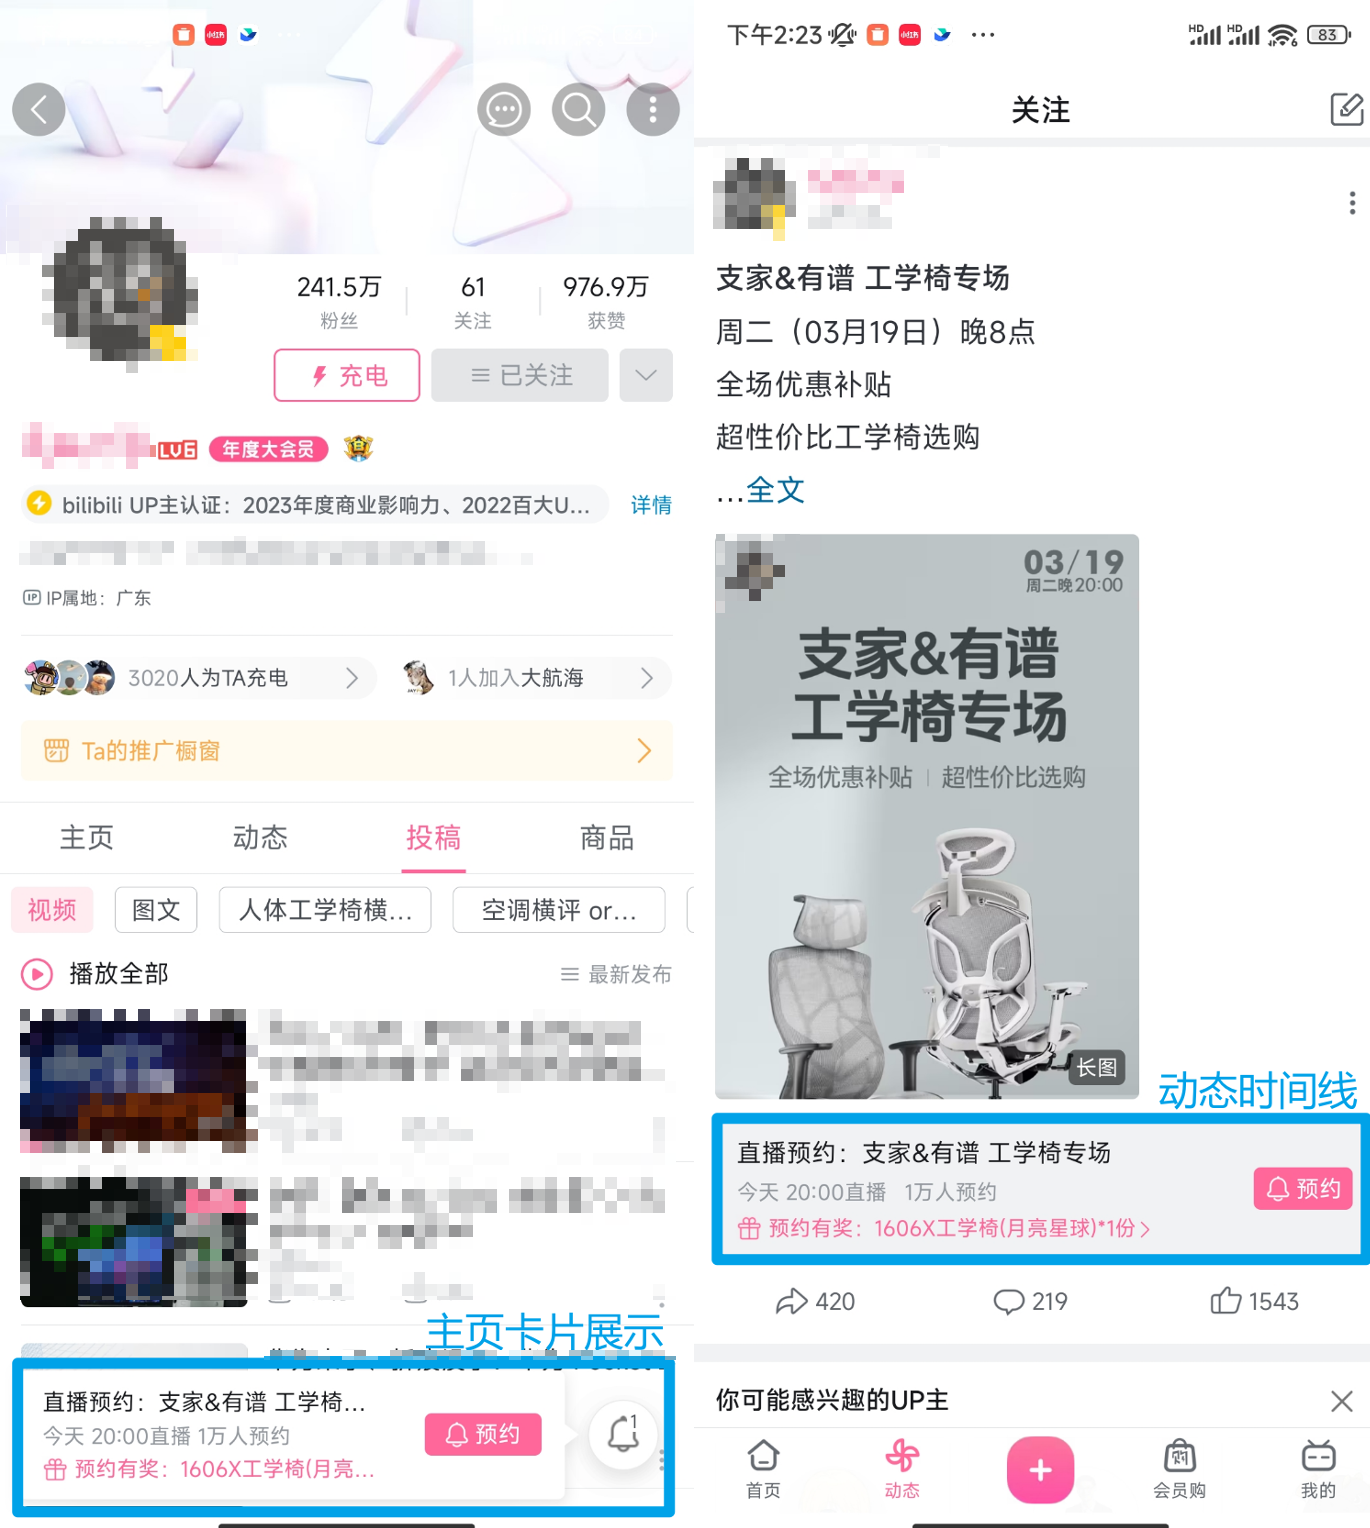 241.5万
粉丝
61
关注
976.9万
获赞
充电
已关注
LV6
年度大会员
bilibili UP主认证：2023年度商业影响力、2022百大U...
详情
IP IP属地：广东
3020人为TA充电
1人加入大航海
Ta的推广橱窗
主页
动态
投稿
商品
视频
图文
人体工学椅横...
空调横评 or...
播放全部
最新发布
主页卡片展示
直播预约：支家&有谱 工学椅...
今天 20:00直播 1万人预约
预约有奖：1606X工学椅(月亮...
预约
1
下午2:23
小红书
HD
HD
83
关注
支家&有谱 工学椅专场
周二（03月19日）晚8点
全场优惠补贴
超性价比工学椅选购
...全文
03/19
周二晚20:00
支家&有谱
工学椅专场
全场优惠补贴 | 超性价比选购
长图
动态时间线
直播预约：支家&有谱 工学椅专场
今天 20:00直播 1万人预约
预约有奖：1606X工学椅(月亮星球)*1份
预约
420
219
1543
你可能感兴趣的UP主
首页
动态
会员购
我的